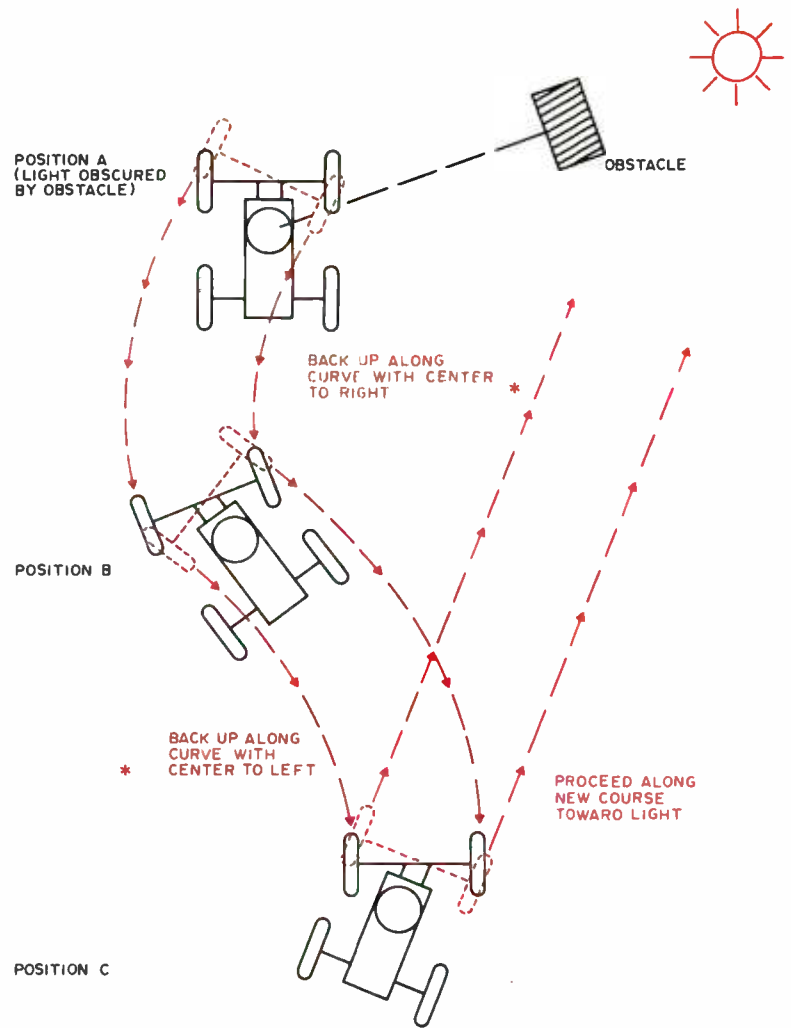 POSITION A
(LIGHT OBSCURED
BY OBSTACLE)
OBSTACLE
BACK UP ALONG
CURVE WITH CENTER
TO RIGHT *
POSITION B
BACK UP ALONG
CURVE WITH
* CENTER TO LEFT
PROCEED ALONG
NEW COURSE
TOWARO LIGHT
POSITION C